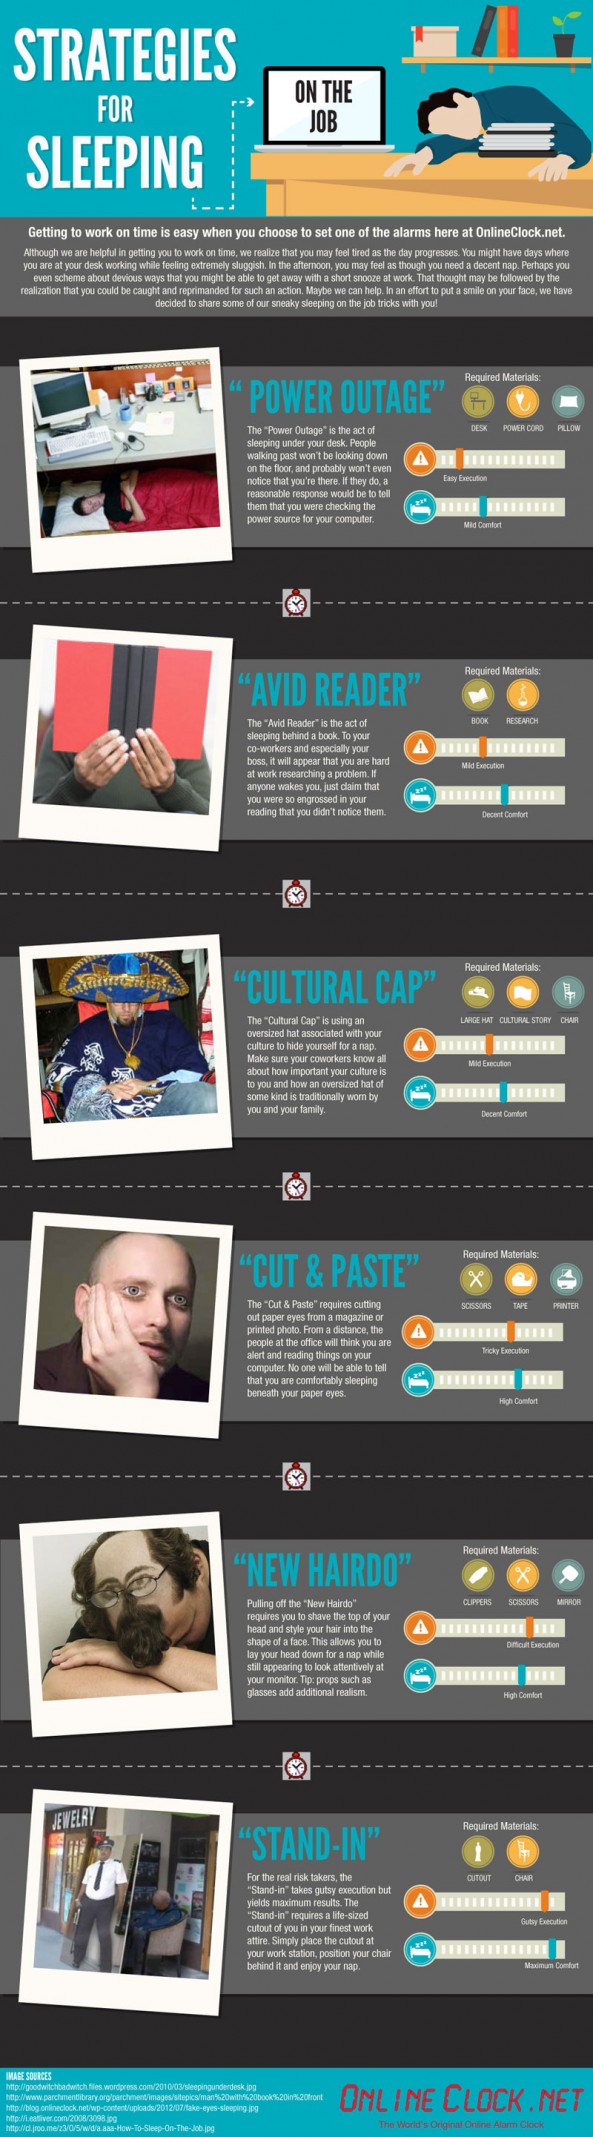 STRATEGIES
FOR
SLEEPING
ON THE
JOB
Getting to work on time is easy when you choose to set one of the alarms here at OnlineClock.net.
Although we are helpful in getting you to work on time, we realize that you may feel tired as the day progresses. You might have days where
you are at your desk working while feeling extremely sluggish. In the afternoon, you may feel as though you need a decent nap. Perhaps you
even scheme about devious ways that you might be able to get away with a short snooze at work. That thought may be followed by the
realization that you could be caught and reprimanded for such an action. Maybe we can help. In an effort to put a smile on your face, we have
decided to share some of our sneaky sleeping on the job tricks with you!
“ POWER OUTAGE”
The “Power Outage” is the act of
sleeping under your desk. People
walking past won’t be looking down
on the floor, and probably won’t even
notice that you’re there. If they do, a
reasonable response would be to tell
them that you were checking the
power source for your computer.
Required Materials:
DESK POWER CORD PILLOW
Easy Execution
Mild Comfort
“AVID READER”
The “Avid Reader” is the act of
sleeping behind a book. To your
co-workers and especially your
boss, it will appear that you are hard
at work researching a problem. If
anyone wakes you, just claim that
you were so engrossed in your
reading that you didn’t notice them.
Required Materials:
BOOK RESEARCH
Mild Execution
Decent Comfort
“CULTURAL CAP”
The “Cultural Cap” is using an
oversized hat associated with your
culture to hide yourself for a nap.
Make sure your coworkers know all
about how important your culture is
to you and how an oversized hat of
some kind is traditionally worn by
you and your family.
Required Materials:
LARGE HAT CULTURAL STORY CHAIR
Mild Execution
Decent Comfort
“CUT & PASTE”
The “Cut & Paste” requires cutting
out paper eyes from a magazine or
printed photo. From a distance, the
people at the office will think you are
alert and reading things on your
computer. No one will be able to tell
that you are comfortably sleeping
beneath your paper eyes.
Required Materials:
SCISSORS TAPE PRINTER
Tricky Execution
High Comfort
“NEW HAIRDO”
Pulling off the “New Hairdo”
requires you to shave the top of your
head and style your hair into the
shape of a face. This allows you to
lay your head down for a nap while
still appearing to look attentively at
your monitor. Tip: props such as
glasses add additional realism.
Required Materials:
CLIPPERS SCISSORS MIRROR
Difficult Execution
High Comfort
JEWELRY
“STAND-IN”
For the real risk takers, the
“Stand-in” takes gutsy execution but
yields maximum results. The
“Stand-in” requires a life-sized
cutout of you in your finest work
attire. Simply place the cutout at
your work station, position your chair
behind it and enjoy your nap.
Required Materials:
CUTOUT CHAIR
Gutsy Execution
Maximum Comfort
IMAGE SOURCES
http://goodwitchbadwitch.files.wordpress.com/2010/03/sleepingunderdesk.jpg
http://www.parchmentlibrary.org/parchment/images/sitepics/man%20with%20book%20in%20front
http://blog.onlineclock.net/wp-content/uploads/2012/07/fake-eyes-sleeping.jpg
http://i.eatliver.com/2008/3098.jpg
http://cl.jroo.me/z3/0/5/w/d/a.aaa-How-To-Sleep-On-The-Job.jpg
ONLINE CLOCK.NET
The World's Original Online Alarm Clock